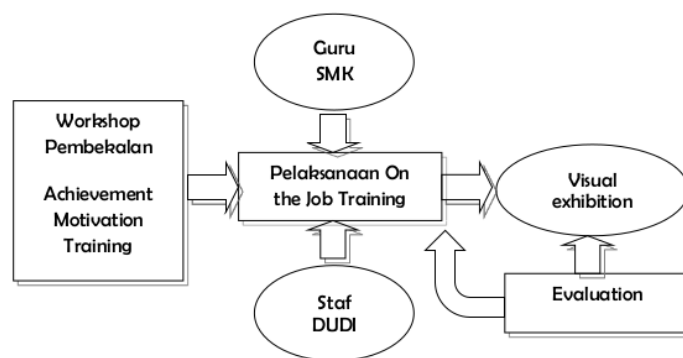 Guru
SMK
Workshop
Pembekalan
Achievement
Motivation
Training
Pelaksanaan On
the Job Training
Visual
exhibition
Staf
DUDI
Evaluation